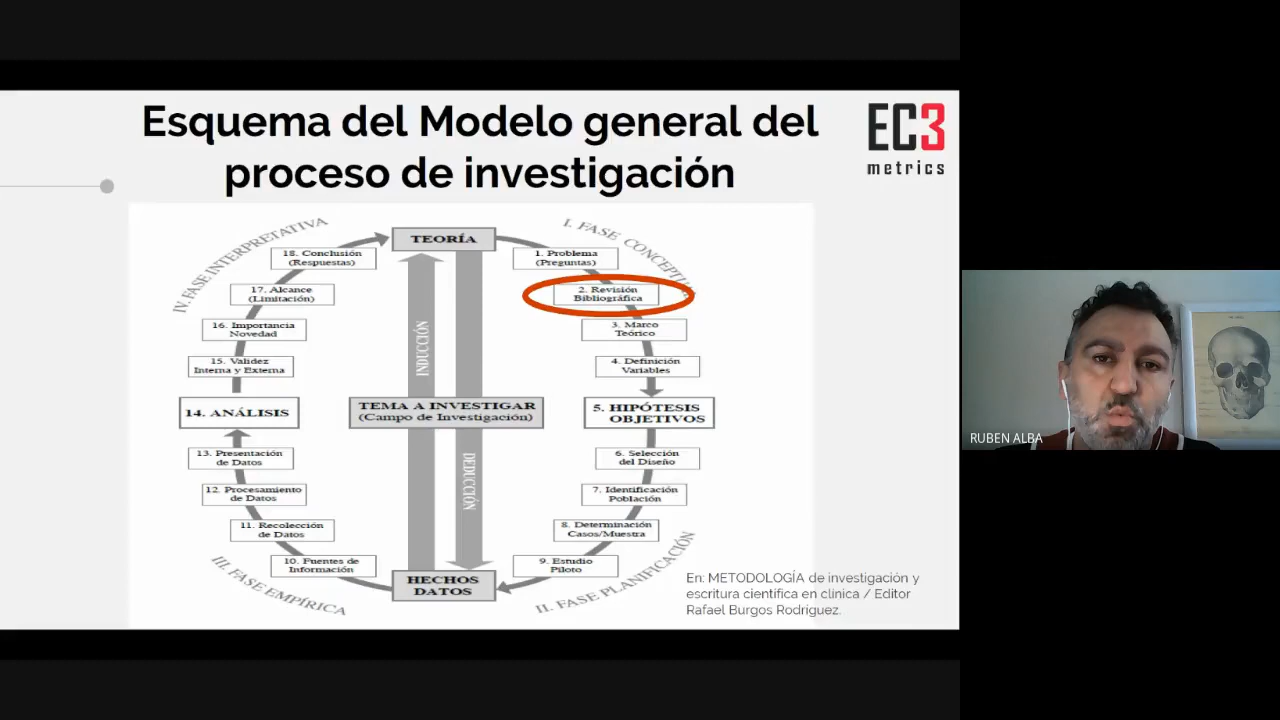 Esquema del Modelo general del
proceso de investigación
EC3
metrics
IV. FASE INTERPRETATIVA
I. FASE CONCEPTUAL
TEORÍA
18. Conclusión
(Respuestas)
1. Problema
(Preguntas)
17. Alcance
(Limitación)
2. Revisión
Bibliográfica
16. Importancia
Novedad
3. Marco
Teórico
15. Validez
Interna y Externa
4. Definición
Variables
INDUCCIÓN
14. ANÁLISIS
TEMA A INVESTIGAR
(Campo de Investigación)
5. HIPÓTESIS
OBJETIVOS
13. Presentación
de Datos
6. Selección
del Diseño
DEDUCCIÓN
12. Procesamiento
de Datos
7. Identificación
Población
11. Recolección
de Datos
8. Determinación
Casos/Muestra
10. Fuentes de
Información
9. Estudio
Piloto
HECHOS
DATOS
III. FASE EMPÍRICA
II. FASE PLANIFICACIÓN
En: METODOLOGÍA de investigación y
escritura científica en clínica / Editor
Rafael Burgos Rodriguez.
RUBEN ALBA